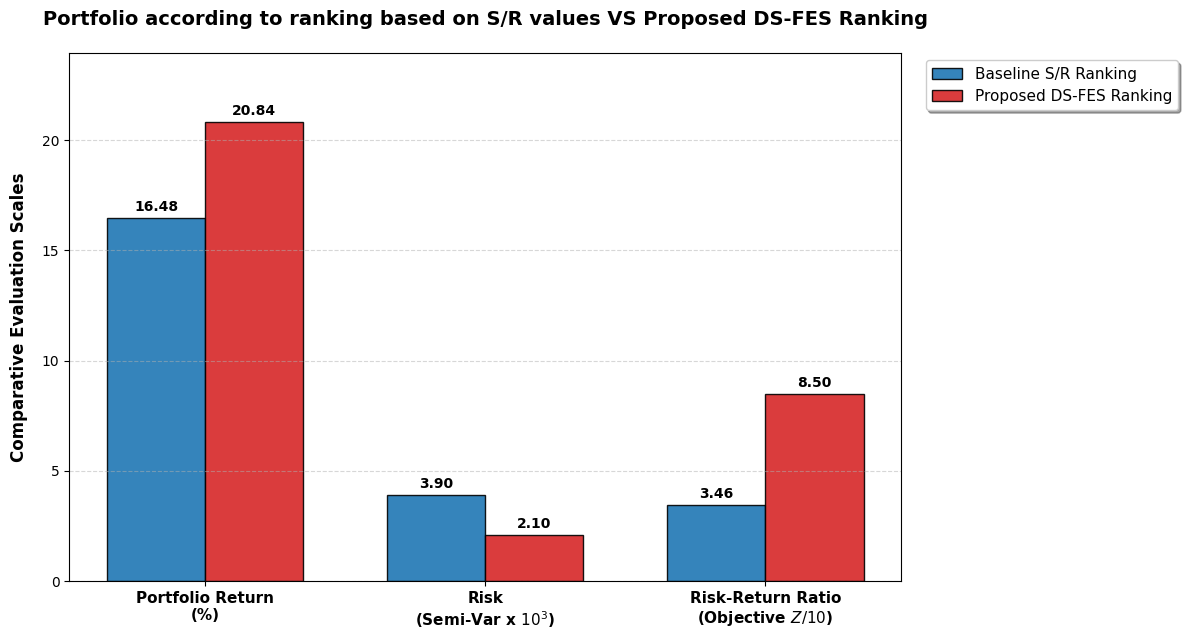 Portfolio according to ranking based on S/R values VS Proposed DS-FES Ranking
Baseline S/R Ranking
Proposed DS-FES Ranking
Comparative Evaluation Scales
20
15
10
5
0
16.48
20.84
3.90
2.10
3.46
8.50
Portfolio Return
(%)
Risk
(Semi-Var x 10³)
Risk-Return Ratio
(Objective Z/10)